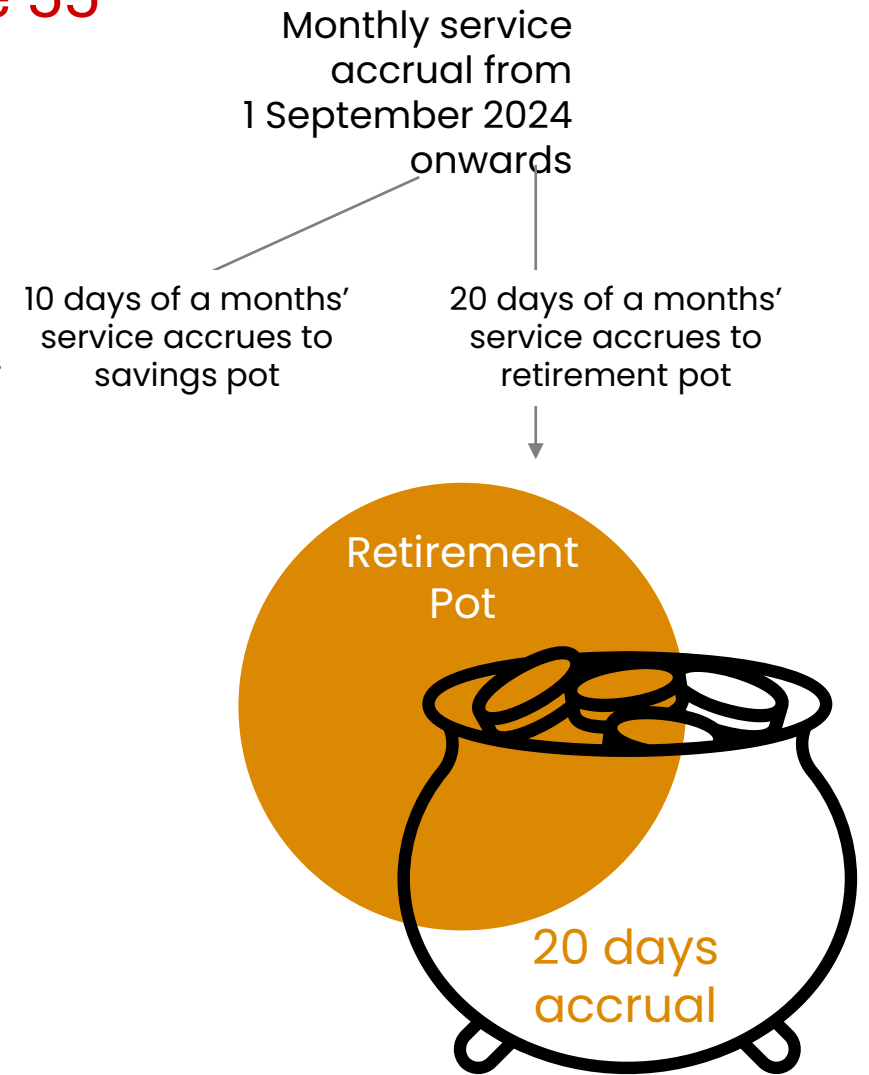 55
Monthly service
accrual from
1 September 2024
onwards
10 days of a months’
service accrues to
savings pot
20 days of a months’
service accrues to
retirement pot
Retirement
Pot
20 days
accrual